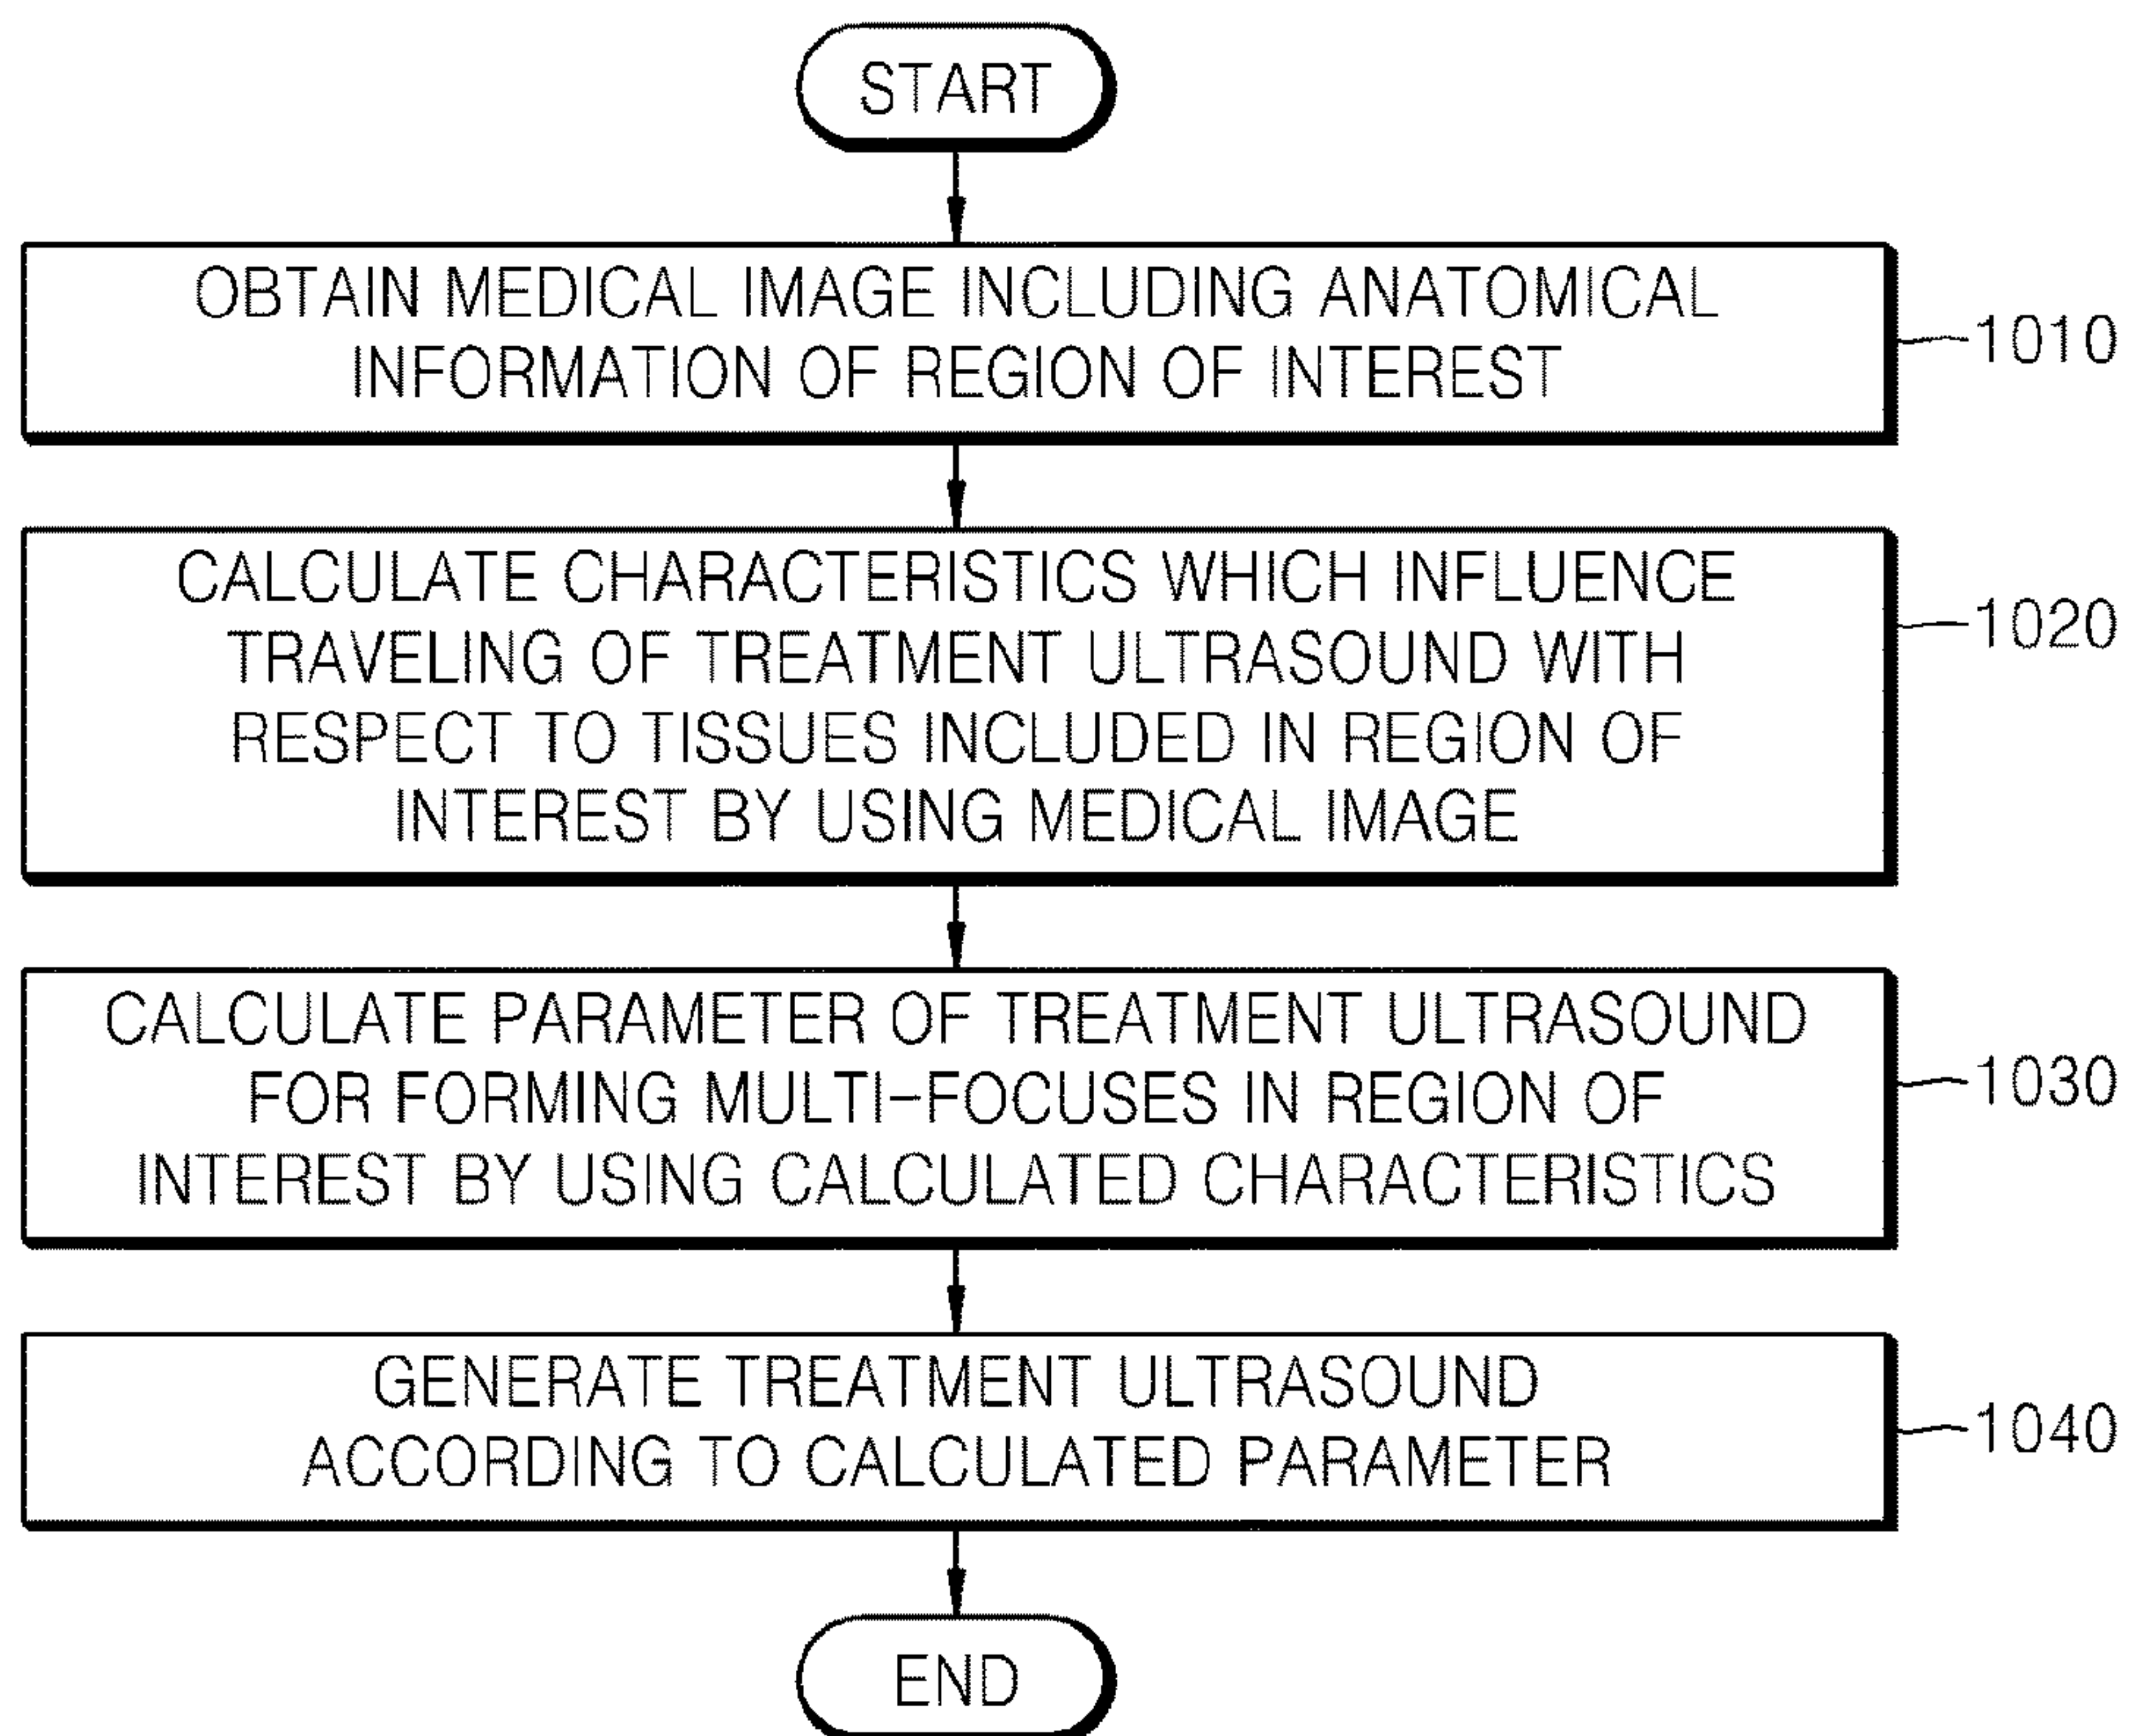 START
OBTAIN MEDICAL IMAGE INCLUDING ANATOMICAL
INFORMATION OF REGION OF INTEREST
1010
CALCULATE CHARACTERISTICS WHICH INFLUENCE
TRAVELING OF TREATMENT ULTRASOUND WITH
RESPECT TO TISSUES INCLUDED IN REGION OF
INTEREST BY USING MEDICAL IMAGE
1020
CALCULATE PARAMETER OF TREATMENT ULTRASOUND
FOR FORMING MULTI-FOCUSES IN REGION OF
INTEREST BY USING CALCULATED CHARACTERISTICS
1030
GENERATE TREATMENT ULTRASOUND
ACCORDING TO CALCULATED PARAMETER
1040
END